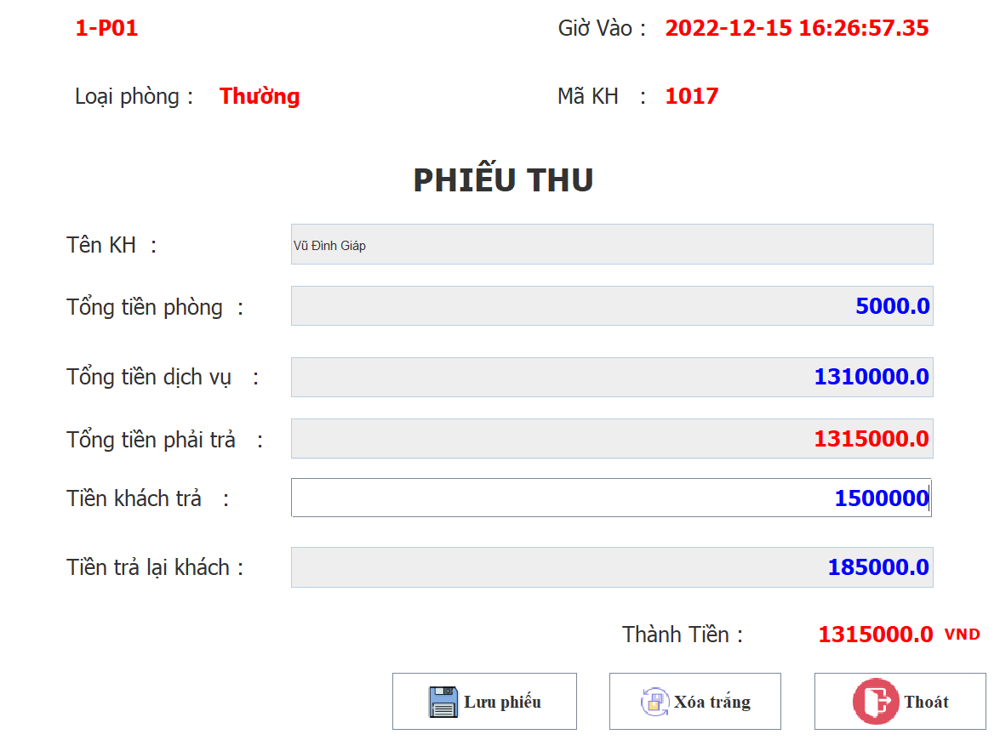 1-P01 Giờ Vào : 2022-12-15 16:26:57.35
Loại phòng : Thường Mã KH : 1017
PHIẾU THU
Tên KH : Vũ Đình Giáp
Tổng tiền phòng : 5000.0
Tổng tiền dịch vụ : 1310000.0
Tổng tiền phải trả : 1315000.0
Tiền khách trả : 1500000
Tiền trả lại khách : 185000.0
Thành Tiền : 1315000.0 VND
Lưu phiếu Xóa trắng Thoát